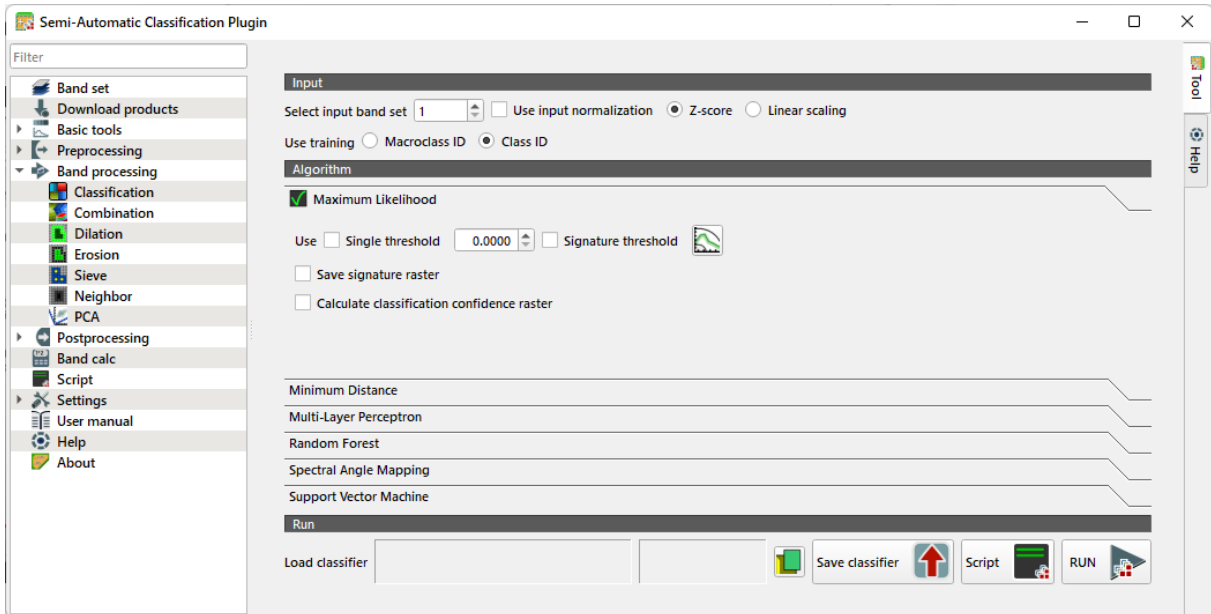 Semi-Automatic Classification Plugin
Filter
Band set
Download products
Basic tools
Preprocessing
Band processing
Classification
Combination
Dilation
Erosion
Sieve
Neighbor
PCA
Postprocessing
Band calc
Script
Settings
User manual
Help
About
Input
Select input band set 1 Use input normalization Z-score Linear scaling
Use training Macroclass ID Class ID
Algorithm
Maximum Likelihood
Use Single threshold 0.0000 Signature threshold
Save signature raster
Calculate classification confidence raster
Minimum Distance
Multi-Layer Perceptron
Random Forest
Spectral Angle Mapping
Support Vector Machine
Run
Load classifier Save classifier Script RUN
Tool
Help